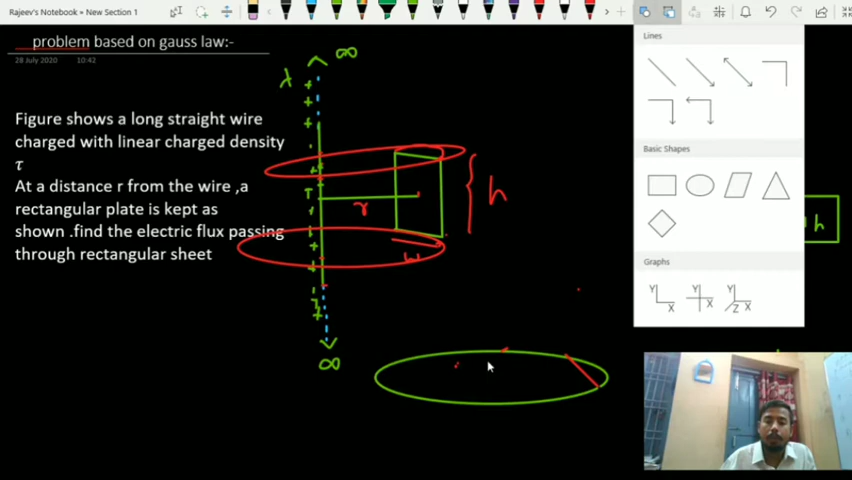 Rajeev's Notebook » New Section 1
problem based on gauss law:-
28 July 2020 10:42
Figure shows a long straight wire
charged with linear charged density
τ
At a distance r from the wire ,a
rectangular plate is kept as
shown .find the electric flux passing
through rectangular sheet
λ
∞
r
h
w
∞
h
Lines
Basic Shapes
Graphs
Y
X
Y
X
Y
Z X